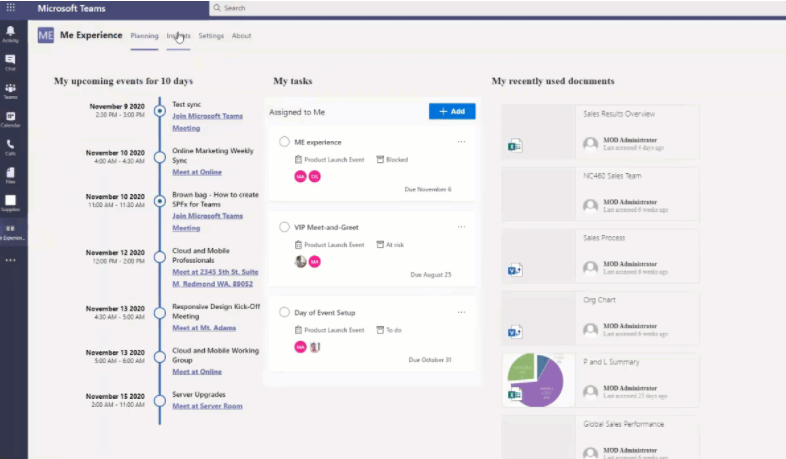 Microsoft Teams
Search
ME Me Experience Planning Insights Settings About
Activity
Chat
Teams
Calendar
Calls
Files
Supplies
My upcoming events for 10 days
November 9 2020
2:30 PM - 3:00 PM
Test sync
Join Microsoft Teams
Meeting
November 10 2020
4:00 AM - 4:30 AM
Online Marketing Weekly
Sync
Meet at Online
November 10 2020
11:00 AM - 11:30 AM
Brown bag - How to create
SPFx for Teams
Join Microsoft Teams
Meeting
November 12 2020
12:00 PM - 2:00 PM
Cloud and Mobile
Professionals
Meet at 2345 5th St. Suite
M, Redmond WA, 89052
November 13 2020
4:30 AM - 5:00 AM
Responsive Design Kick-Off
Meeting
Meet at Mt. Adams
November 13 2020
5:00 AM - 6:00 AM
Cloud and Mobile Working
Group
Meet at Online
November 15 2020
2:00 AM - 11:00 AM
Server Upgrades
Meet at Server Room
My tasks
Assigned to Me
+ Add
ME experience
Product Launch Event Blocked
MA
Due November 6
VIP Meet-and-Greet
Product Launch Event At risk
MA
Due August 25
Day of Event Setup
Product Launch Event To do
MA
Due October 31
My recently used documents
Sales Results Overview
MOD Administrator
Last accessed 4 days ago
NC460 Sales Team
MOD Administrator
Last accessed 6 weeks ago
Sales Process
MOD Administrator
Last accessed 6 weeks ago
Org Chart
MOD Administrator
Last accessed 6 weeks ago
P and L Summary
MOD Administrator
Last accessed 23 days ago
Global Sales Performance
MOD Administrator